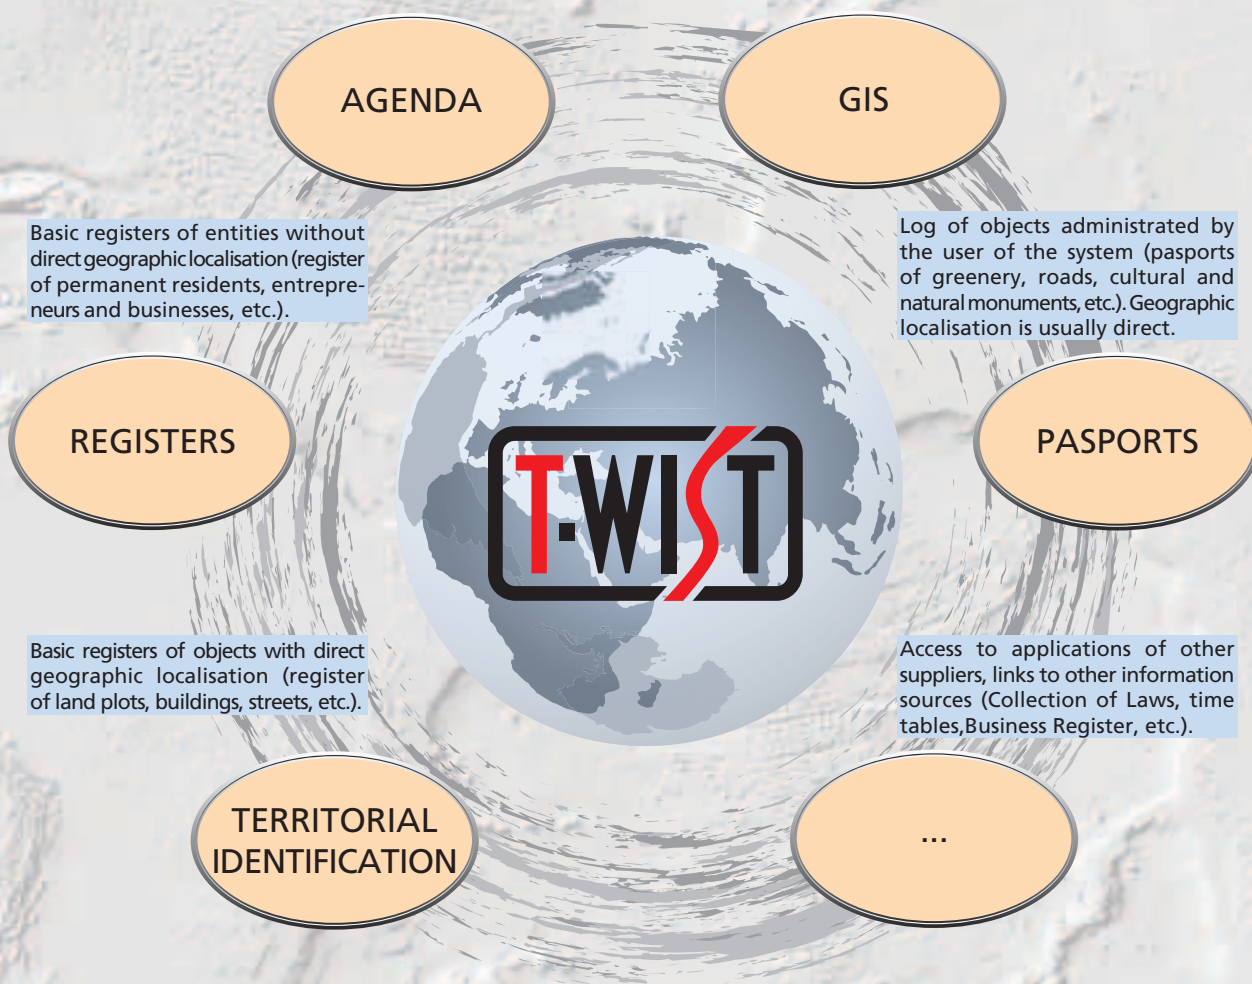 AGENDA
GIS
Basic registers of entities without
direct geographic localisation (register
of permanent residents, entrepre-
neurs and businesses, etc.).
Log of objects administrated by
the user of the system (pasports
of greenery, roads, cultural and
natural monuments, etc.). Geographic
localisation is usually direct.
REGISTERS
PASPORTS
T·WIST
Basic registers of objects with direct
geographic localisation (register
of land plots, buildings, streets, etc.).
Access to applications of other
suppliers, links to other information
sources (Collection of Laws, time
tables,Business Register, etc.).
TERRITORIAL
IDENTIFICATION
...